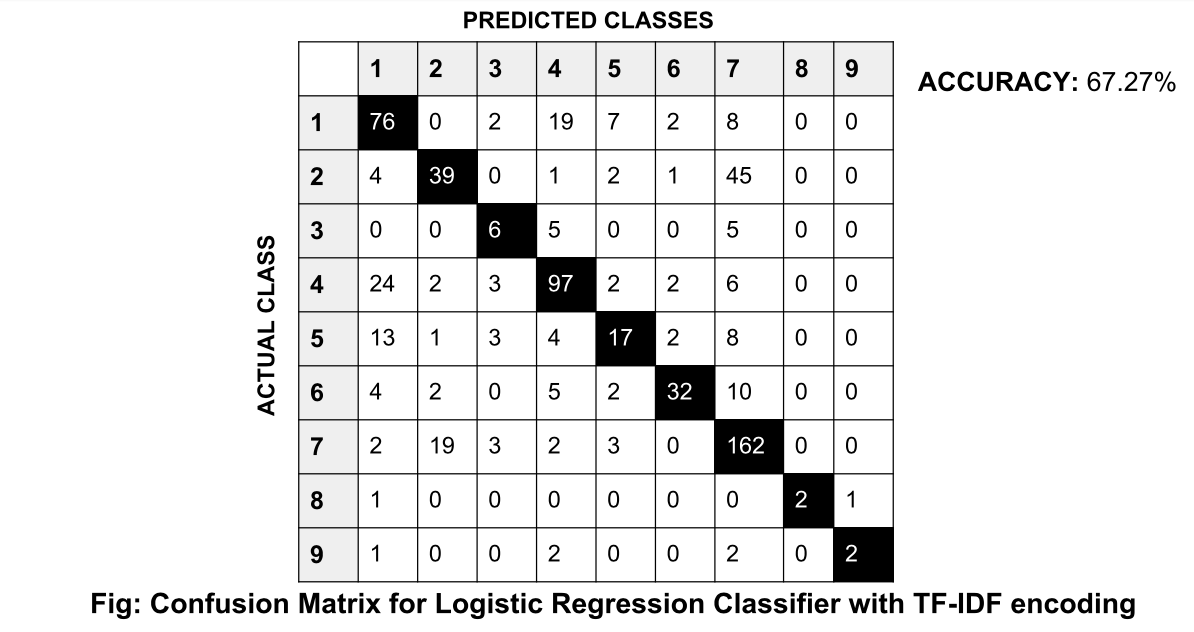 PREDICTED CLASSES
ACCURACY: 67.27%
1 2 3 4 5 6 7 8 9
1 76 0 2 19 7 2 8 0 0
2 4 39 0 1 2 1 45 0 0
3 0 0 6 5 0 0 5 0 0
4 24 2 3 97 2 2 6 0 0
5 13 1 3 4 17 2 8 0 0
6 4 2 0 5 2 32 10 0 0
7 2 19 3 2 3 0 162 0 0
8 1 0 0 0 0 0 0 2 1
9 1 0 0 2 0 0 2 0 2
ACTUAL CLASS
Fig: Confusion Matrix for Logistic Regression Classifier with TF-IDF encoding